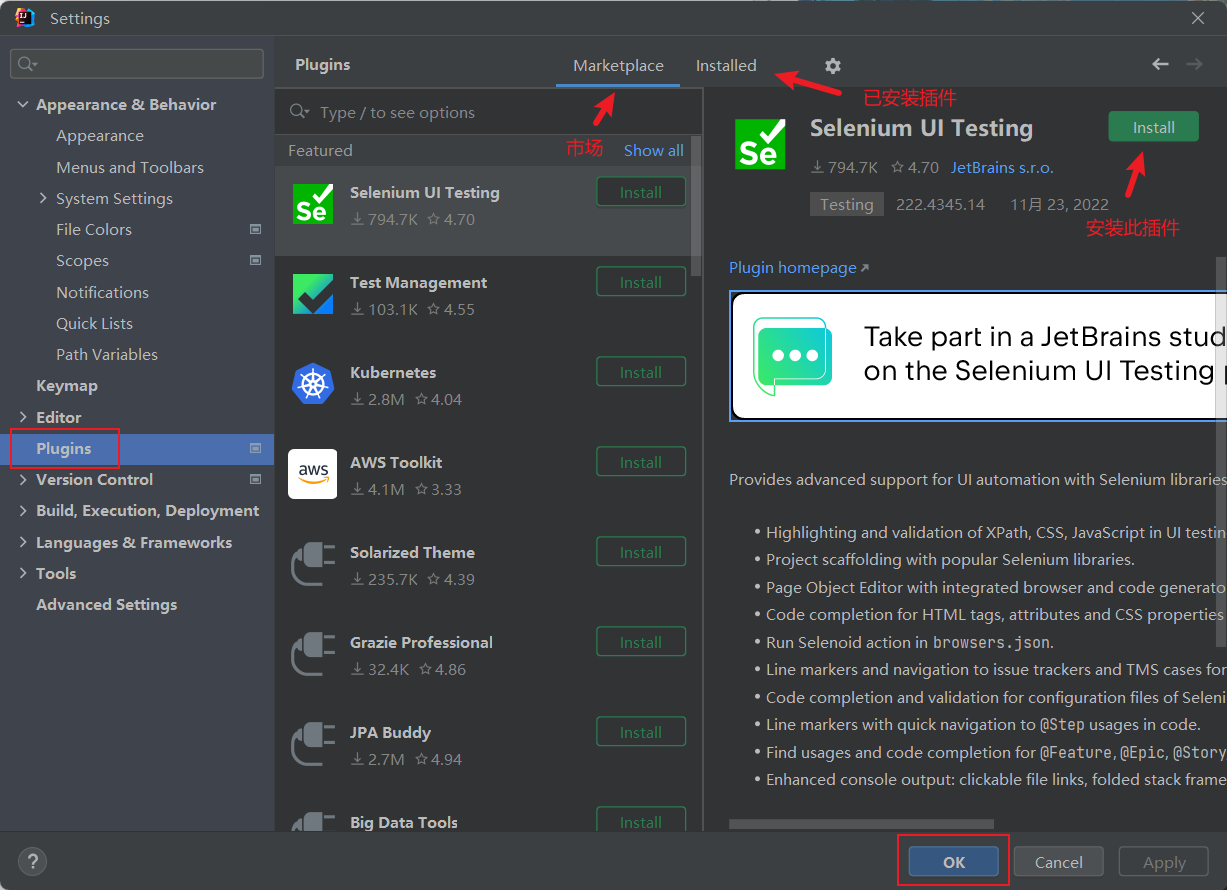 Settings
Appearance & Behavior
Appearance
Menus and Toolbars
System Settings
File Colors
Scopes
Notifications
Quick Lists
Path Variables
Keymap
Editor
Plugins
Version Control
Build, Execution, Deployment
Languages & Frameworks
Tools
Advanced Settings
Plugins
Marketplace
Installed
已安装插件
Type / to see options
市场
Featured
Show all
Selenium UI Testing
794.7K 4.70
Install
Test Management
103.1K 4.55
Install
Kubernetes
2.8M 4.04
Install
aws
AWS Toolkit
4.1M 3.33
Install
Solarized Theme
235.7K 4.39
Install
Grazie Professional
32.4K 4.86
Install
JPA Buddy
2.7M 4.94
Install
Big Data Tools
Install
Se
Se
Selenium UI Testing
Install
794.7K 4.70 JetBrains s.r.o.
Testing 222.4345.14 11月 23, 2022
安装此插件
Plugin homepage
Take part in a JetBrains stud
on the Selenium UI Testing
Provides advanced support for UI automation with Selenium libraries
• Highlighting and validation of XPath, CSS, JavaScript in UI testin
• Project scaffolding with popular Selenium libraries.
• Page Object Editor with integrated browser and code generato
• Code completion for HTML tags, attributes and CSS properties
• Run Selenoid action in browsers.json.
• Line markers and navigation to issue trackers and TMS cases for
• Code completion and validation for configuration files of Seleni
• Line markers with quick navigation to @Step usages in code.
• Find usages and code completion for @Feature, @Epic, @Story
• Enhanced console output: clickable file links, folded stack frame
?
OK
Cancel
Apply